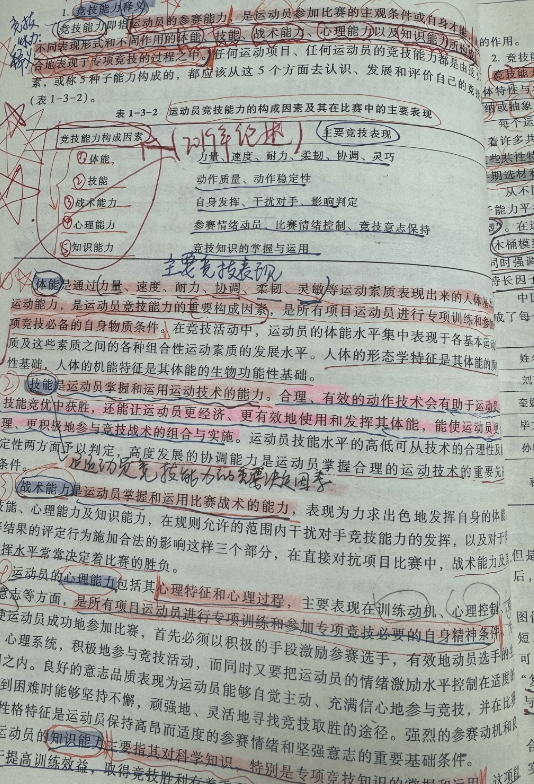 1. 竞技能力释义
竞技能力即指运动员的参赛能力，是运动员参加比赛的主观条件或自身才
不同表现形式和不同作用的体能、技能、战术能力、心理能力以及知识能力所构
合地表现于专项竞技的过程之中。任何运动项目、任何运动员的竞技能力都是由这
素，或称5种子能力构成的，都应该从这5个方面去认识、发展和评价自己的竞
(表1-3-2)。
表 1-3-2 运动员竞技能力的构成因素及其在比赛中的主要表现
竞技能力构成因素 主要竞技表现
①体能 力量、速度、耐力、柔韧、协调、灵巧
②技能 动作质量、动作稳定性
③战术能力 自身发挥、干扰对手、影响判定
④心理能力 参赛情绪动员、比赛情绪控制、竞技意志保持
⑤知识能力 竞技知识的掌握与运用
主要竞技表现
体能是通过力量、速度、耐力、协调、柔韧、灵敏等运动素质表现出来的人体
运动能力，是运动员竞技能力的重要构成因素，是所有项目运动员进行专项训练和参
项竞技必备的自身物质条件。在竞技活动中，运动员的体能水平集中表现于各基本运
质及这些素质之间的各种组合性运动素质的发展水平。人体的形态学特征是其体能的
性基础，人体的机能特征是其体能的生物功能性基础。
技能是运动员掌握和运用运动技术的能力。合理、有效的动作技术会有助于运动员
技能竞优中获胜，还能让运动员更经济、更有效地使用和发挥其体能，能使运动员更
理、更积极地参与竞技战术的组合与实施。运动员技能水平的高低可从技术的合理性及
定性两方面予以判定，高度发展的协调能力是运动员掌握合理的运动技术的重要先
条件。
战术能力是运动员掌握和运用比赛战术的能力，表现为力求出色地发挥自身的体能
技能、心理能力及知识能力，在规则允许的范围内干扰对手竞技能力的发挥，以及对于
赛结果的评定行为施加合法的影响这样三个部分，在直接对抗项目比赛中，战术能力及
挥水平常常决定着比赛的胜负。
运动员的心理能力包括其心理特征和心理过程，主要表现在训练动机、心理控制
意志等方面，是所有项目运动员进行专项训练和参加专项竞技必要的自身精神条件
使运动员成功地参加比赛，首先必须以积极的手段激励参赛选手，有效地动员选手的
心理系统，积极地参与竞技活动，而同时又要把运动员的情绪激励水平控制在适度的
之内。良好的意志品质表现为运动员能够自觉主动、充满信心地参与竞技，并在比
到困难时能够坚持不懈，顽强地、灵活地寻找竞技取胜的途径。强烈的参赛动机和
性格特征是运动员保持高昂而适度的参赛情绪和坚强意志的重要基础条件。
运动员的知识能力主要指其对科学知识、特别是专项竞技知识的掌握和运用
于提高训练效益，取得竞技胜利有